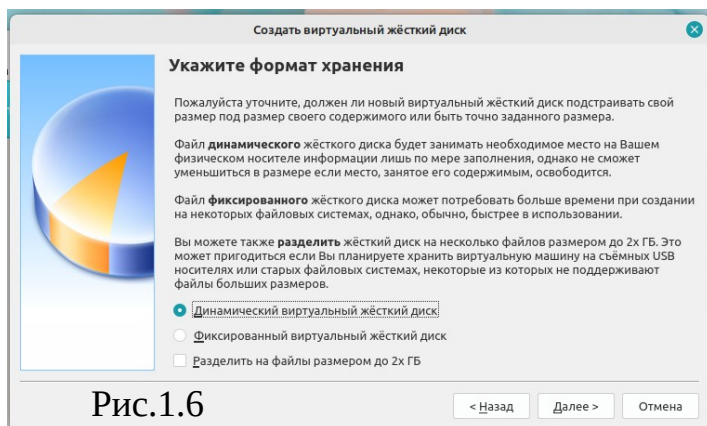 Создать виртуальный жёсткий диск
Укажите формат хранения
Пожалуйста уточните, должен ли новый виртуальный жёсткий диск подстраивать свой
размер под размер своего содержимого или быть точно заданного размера.
Файл динамического жёсткого диска будет занимать необходимое место на Вашем
физическом носителе информации лишь по мере заполнения, однако не сможет
уменьшиться в размере если место, занятое его содержимым, освободится.
Файл фиксированного жёсткого диска может потребовать больше времени при создании
на некоторых файловых системах, однако, обычно, быстрее в использовании.
Вы можете также разделить жёсткий диск на несколько файлов размером до 2х ГБ. Это
может пригодиться если Вы планируете хранить виртуальную машину на съёмных USB
носителях или старых файловых системах, некоторые из которых не поддерживают
файлы больших размеров.
Динамический виртуальный жёсткий диск
Фиксированный виртуальный жёсткий диск
Разделить на файлы размером до 2х ГБ
Рис.1.6
< Назад Далее > Отмена